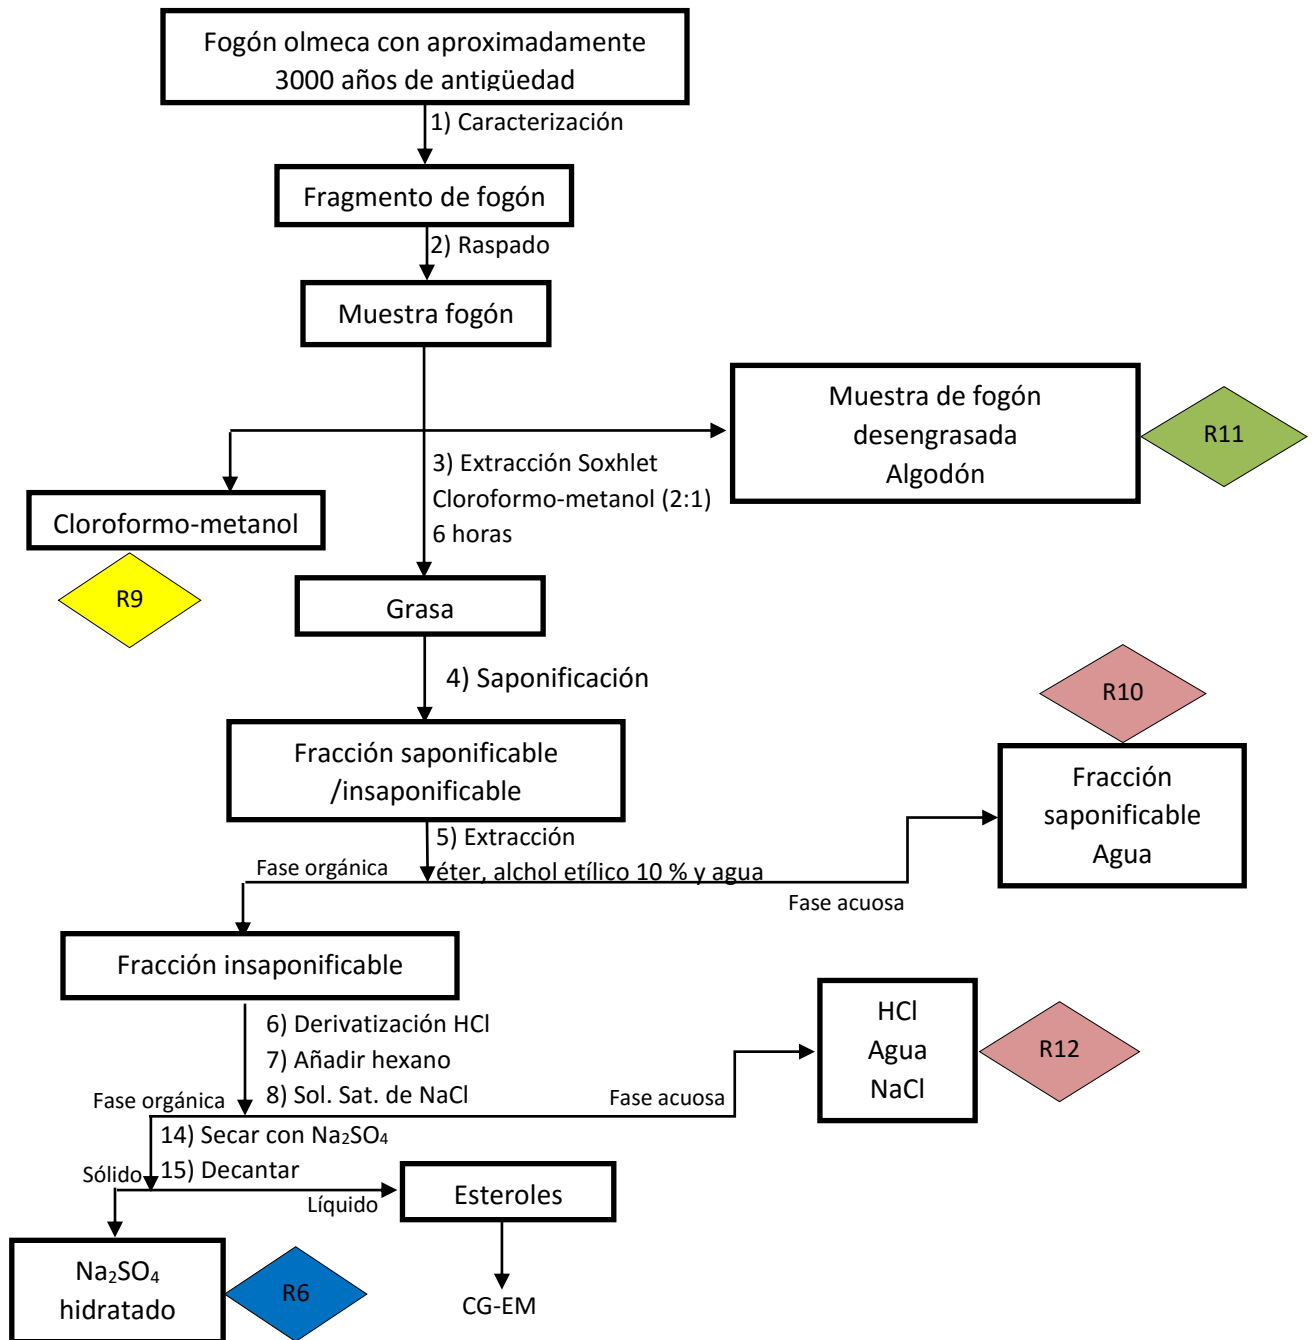 Fogón olmeca con aproximadamente
3000 años de antigüedad
1) Caracterización
Fragmento de fogón
2) Raspado
Muestra fogón
Muestra de fogón
desengrasada
Algodón
R11
3) Extracción Soxhlet
Cloroformo-metanol (2:1)
6 horas
Cloroformo-metanol
R9
Grasa
4) Saponificación
R10
Fracción saponificable
/insaponificable
Fracción
saponificable
Agua
5) Extracción
éter, alchol etílico 10 % y agua
Fase orgánica
Fase acuosa
Fracción insaponificable
6) Derivatización HCl
7) Añadir hexano
8) Sol. Sat. de NaCl
HCl
Agua
NaCl
R12
Fase orgánica
Fase acuosa
14) Secar con Na₂SO₄
15) Decantar
Sólido
Líquido
Esteroles
Na₂SO₄
hidratado
R6
CG-EM